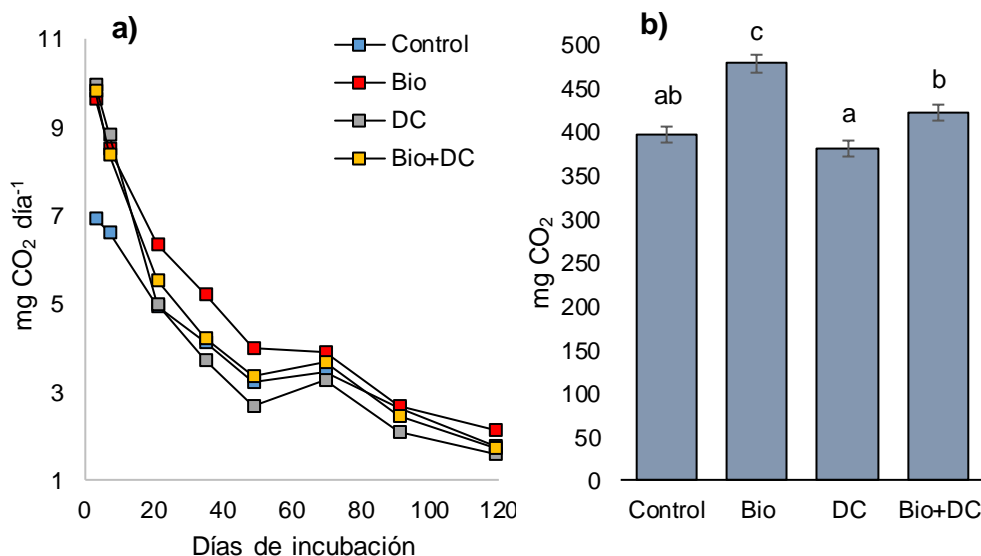 a)
11
9
7
5
3
1
mg CO₂ día⁻¹
0 20 40 60 80 100 120
Días de incubación
Control
Bio
DC
Bio+DC
b)
500
450
400
350
300
250
200
150
100
50
0
mg CO₂
ab c a b
Control Bio DC Bio+DC